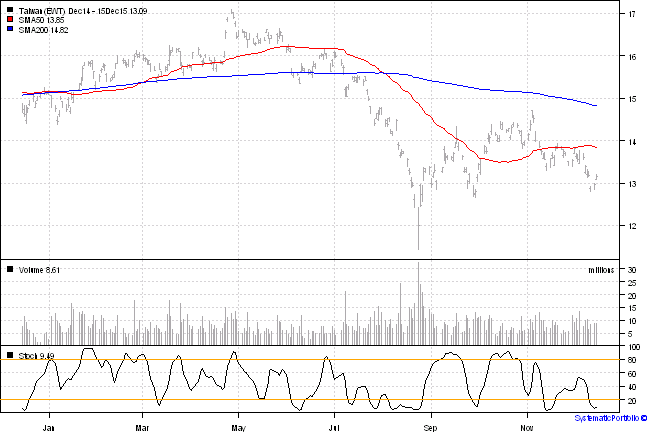 Taiwan (EWT) Dec14 - 15Dec15 13.09
SMA50 13.85
SMA200 14.82
17
16
15
14
13
12
Volume 8.61
millions
30
25
20
15
10
5
Stoch 9.49
100
80
60
40
20
Jan
Mar
May
Jul
Sep
Nov
SystematicPortfolio ©